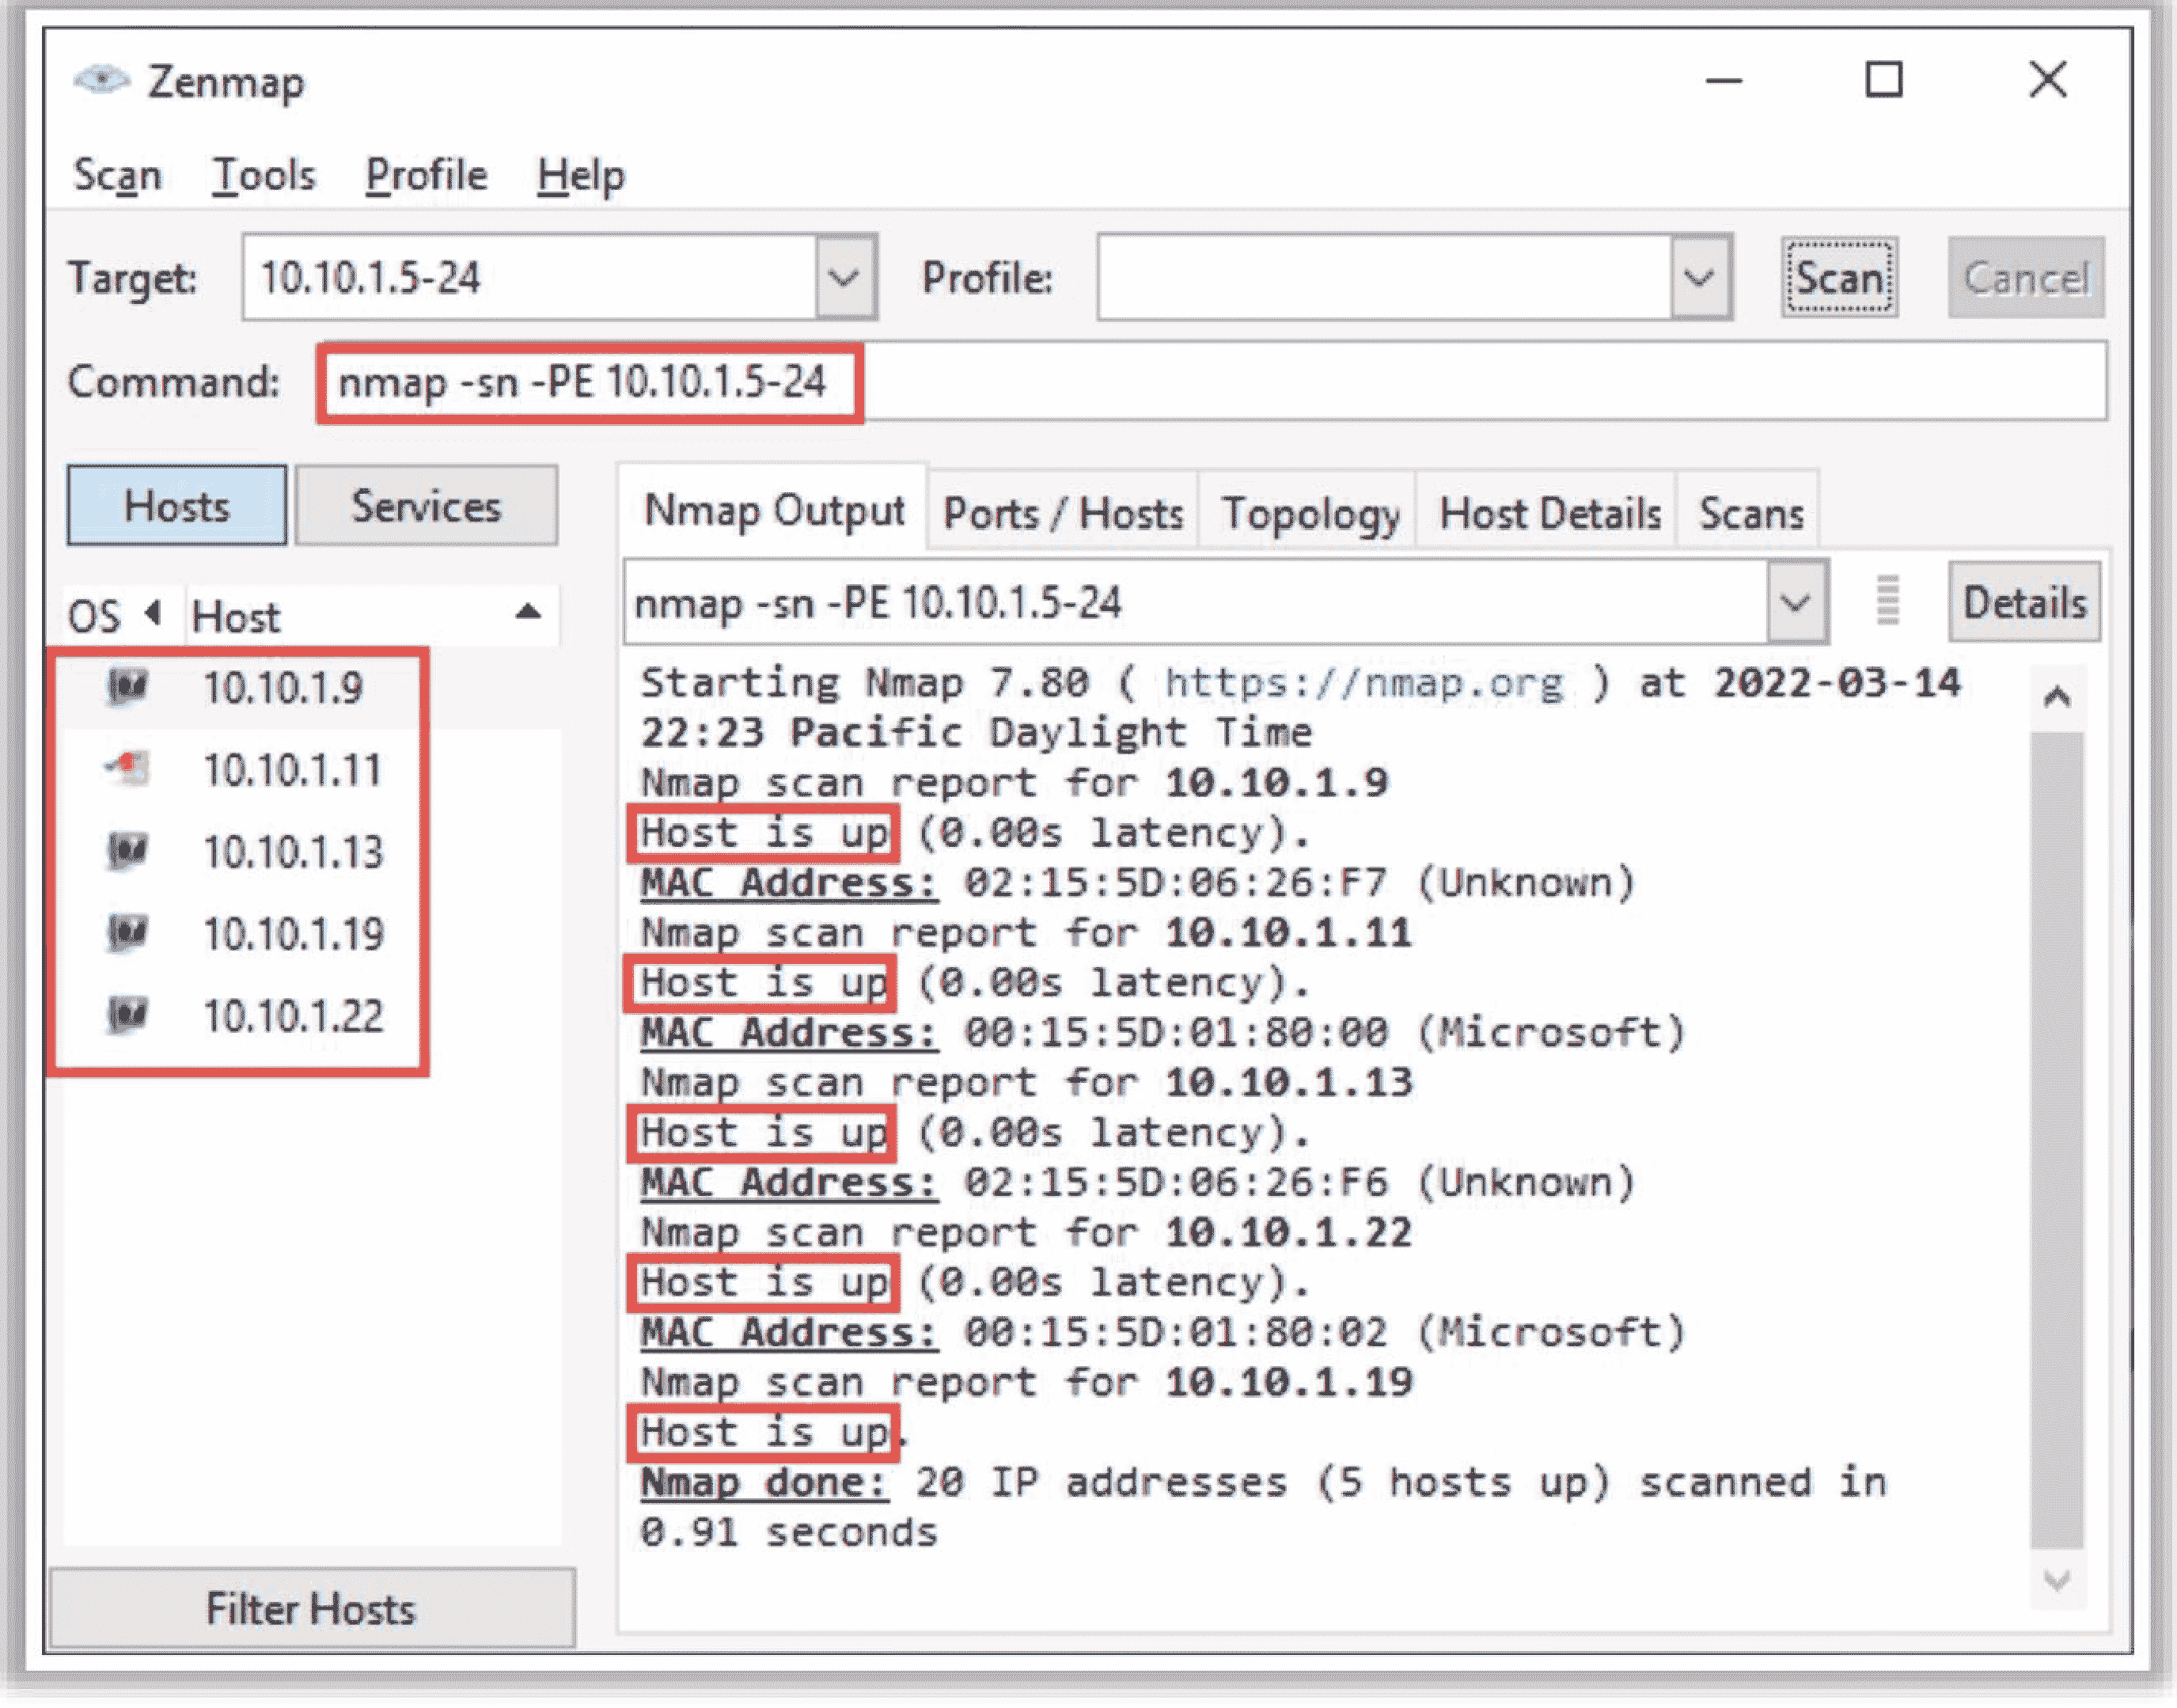 Zenmap
Scan Tools Profile Help
Target: 10.10.1.5-24 Profile: Scan Cancel
Command: nmap -sn -PE 10.10.1.5-24
Hosts Services
OS Host
10.10.1.9
10.10.1.11
10.10.1.13
10.10.1.19
10.10.1.22
Filter Hosts
Nmap Output Ports / Hosts Topology Host Details Scans
nmap -sn -PE 10.10.1.5-24 Details
Starting Nmap 7.80 ( https://nmap.org ) at 2022-03-14
22:23 Pacific Daylight Time
Nmap scan report for 10.10.1.9
Host is up (0.00s latency).
MAC Address: 02:15:5D:06:26:F7 (Unknown)
Nmap scan report for 10.10.1.11
Host is up (0.00s latency).
MAC Address: 00:15:5D:01:80:00 (Microsoft)
Nmap scan report for 10.10.1.13
Host is up (0.00s latency).
MAC Address: 02:15:5D:06:26:F6 (Unknown)
Nmap scan report for 10.10.1.22
Host is up (0.00s latency).
MAC Address: 00:15:5D:01:80:02 (Microsoft)
Nmap scan report for 10.10.1.19
Host is up.
Nmap done: 20 IP addresses (5 hosts up) scanned in
0.91 seconds